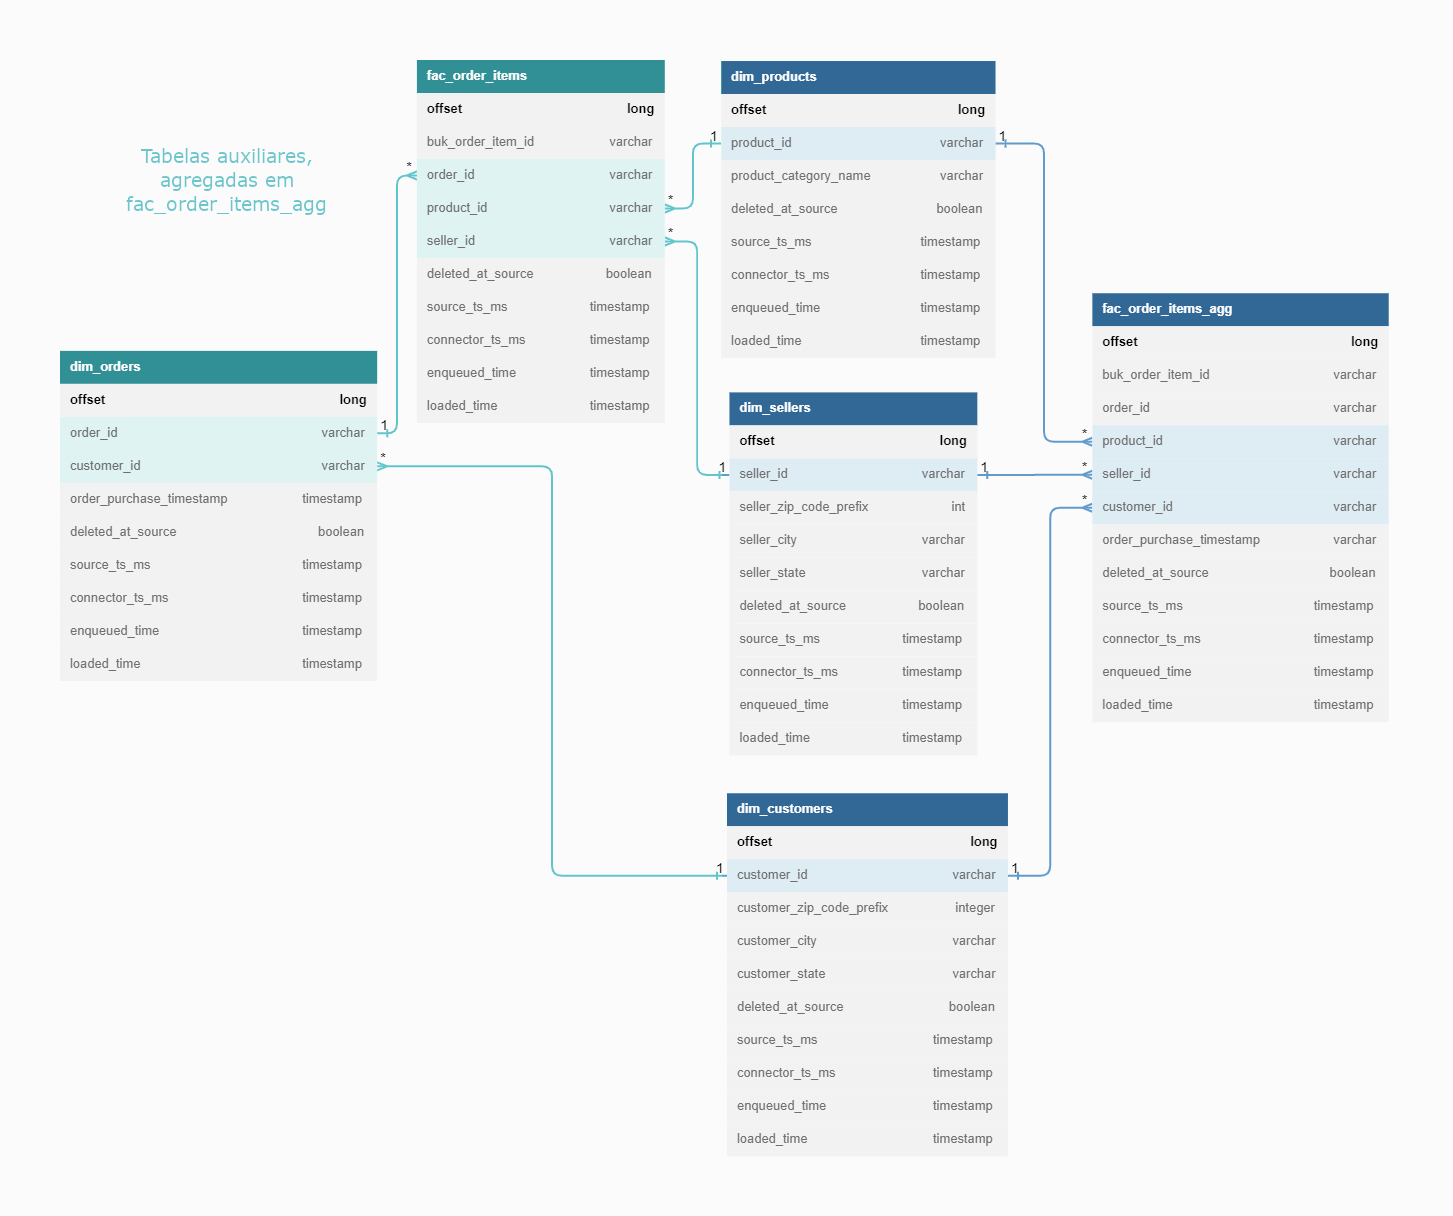 Tabelas auxiliares,
agregadas em
fac_order_items_agg
fac_order_items
offset long
buk_order_item_id varchar
* order_id varchar
product_id varchar *
seller_id varchar *
deleted_at_source boolean
source_ts_ms timestamp
connector_ts_ms timestamp
enqueued_time timestamp
loaded_time timestamp
dim_products
offset long
1 product_id varchar 1
product_category_name varchar
deleted_at_source boolean
source_ts_ms timestamp
connector_ts_ms timestamp
enqueued_time timestamp
loaded_time timestamp
dim_orders
offset long
order_id varchar 1
customer_id varchar *
order_purchase_timestamp timestamp
deleted_at_source boolean
source_ts_ms timestamp
connector_ts_ms timestamp
enqueued_time timestamp
loaded_time timestamp
dim_sellers
offset long
1 seller_id varchar 1
seller_zip_code_prefix int
seller_city varchar
seller_state varchar
deleted_at_source boolean
source_ts_ms timestamp
connector_ts_ms timestamp
enqueued_time timestamp
loaded_time timestamp
fac_order_items_agg
offset long
buk_order_item_id varchar
order_id varchar
* product_id varchar
* seller_id varchar
* customer_id varchar
order_purchase_timestamp varchar
deleted_at_source boolean
source_ts_ms timestamp
connector_ts_ms timestamp
enqueued_time timestamp
loaded_time timestamp
dim_customers
offset long
1 customer_id varchar 1
customer_zip_code_prefix integer
customer_city varchar
customer_state varchar
deleted_at_source boolean
source_ts_ms timestamp
connector_ts_ms timestamp
enqueued_time timestamp
loaded_time timestamp